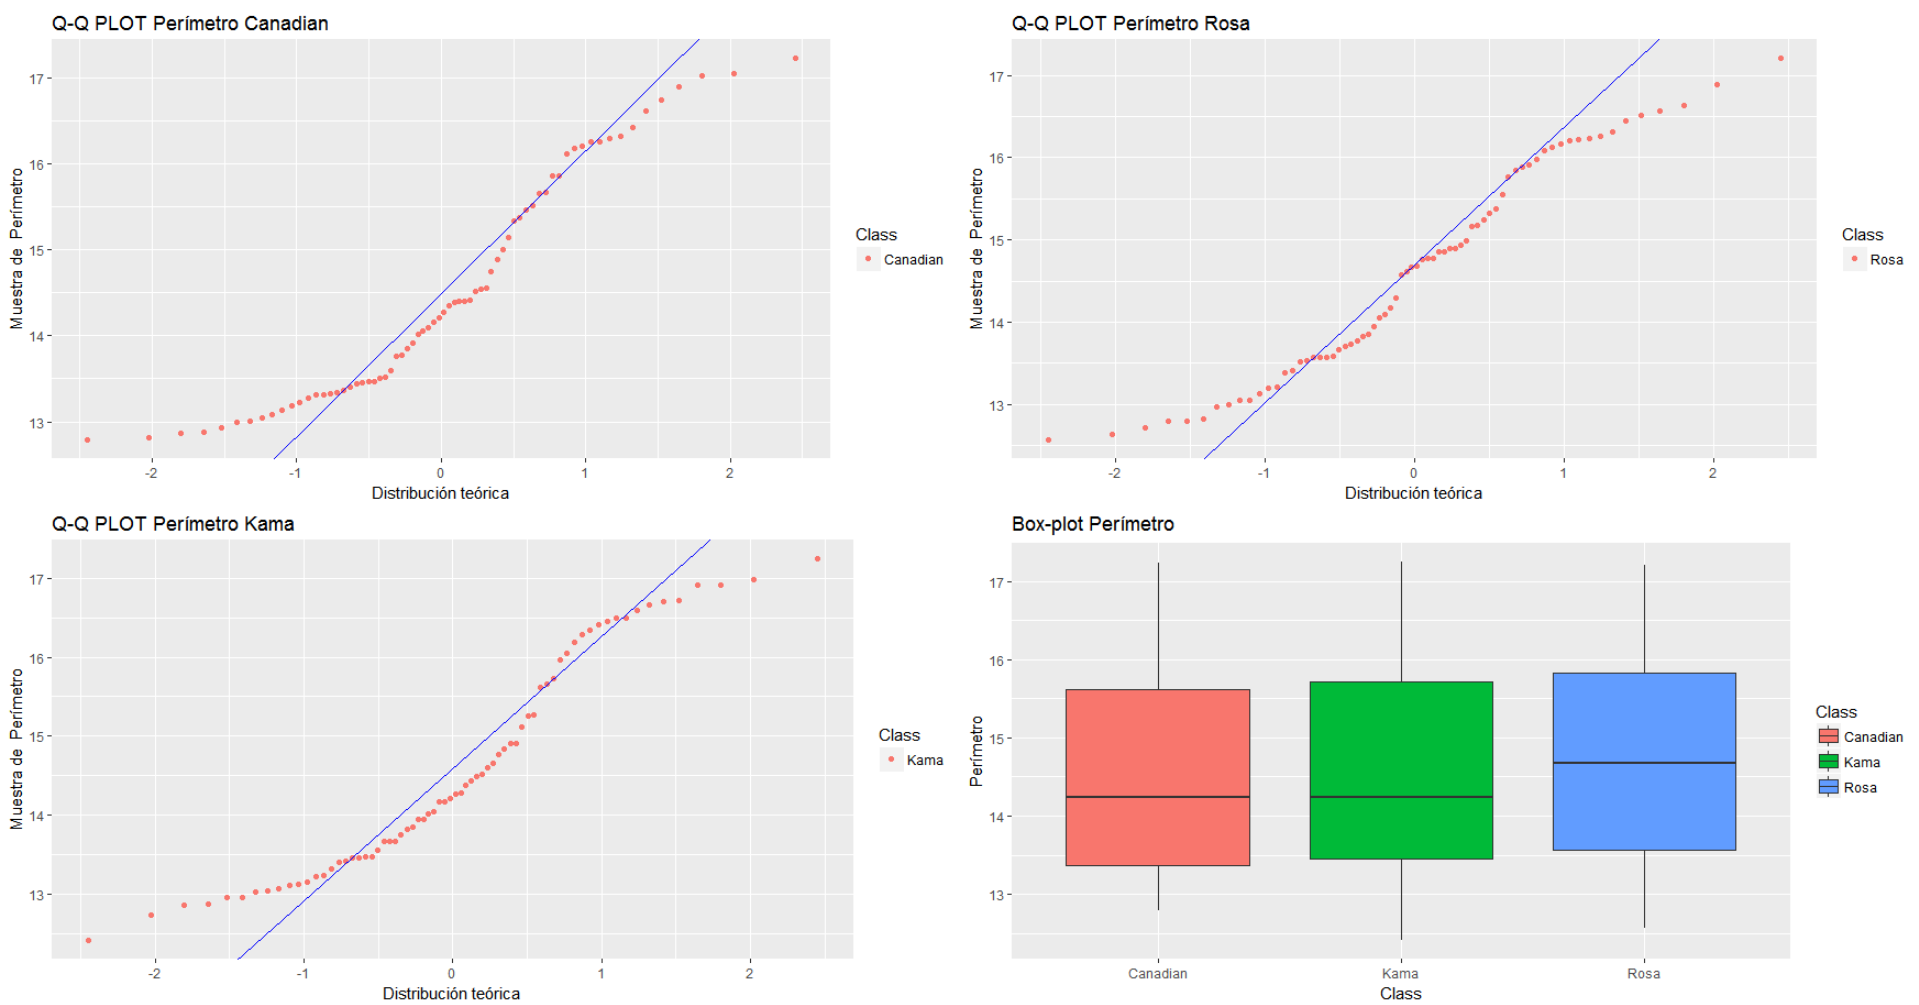 Q-Q PLOT Perímetro Canadian
17
16
15
14
13
Muestra de Perímetro
-2 -1 0 1 2
Distribución teórica
Class
Canadian
Q-Q PLOT Perímetro Rosa
17
16
15
14
13
Muestra de Perímetro
-2 -1 0 1 2
Distribución teórica
Class
Rosa
Q-Q PLOT Perímetro Kama
17
16
15
14
13
Muestra de Perímetro
-2 -1 0 1 2
Distribución teórica
Class
Kama
Box-plot Perímetro
17
16
15
14
13
Perímetro
Canadian Kama Rosa
Class
Class
Canadian
Kama
Rosa